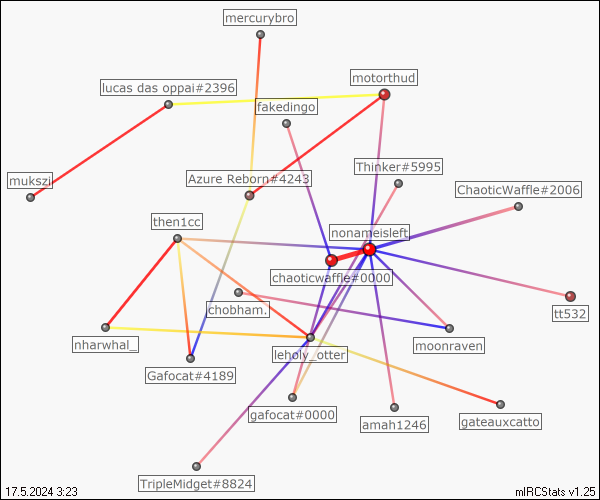 mercurybro
motorthud
lucas das oppai#2396
fakedingo
Thinker#5995
mukszi
Azure Reborn#4243
ChaoticWaffle#2006
then1cc
nonameisleft
chaoticwaffle#0000
chobham.
tt532
nharwhal_
moonraven
leholy_otter
Gafocat#4189
gafocat#0000
amah1246
gateauxcatto
TripleMidget#8824
17.5.2024 3:23
mIRCStats v1.25